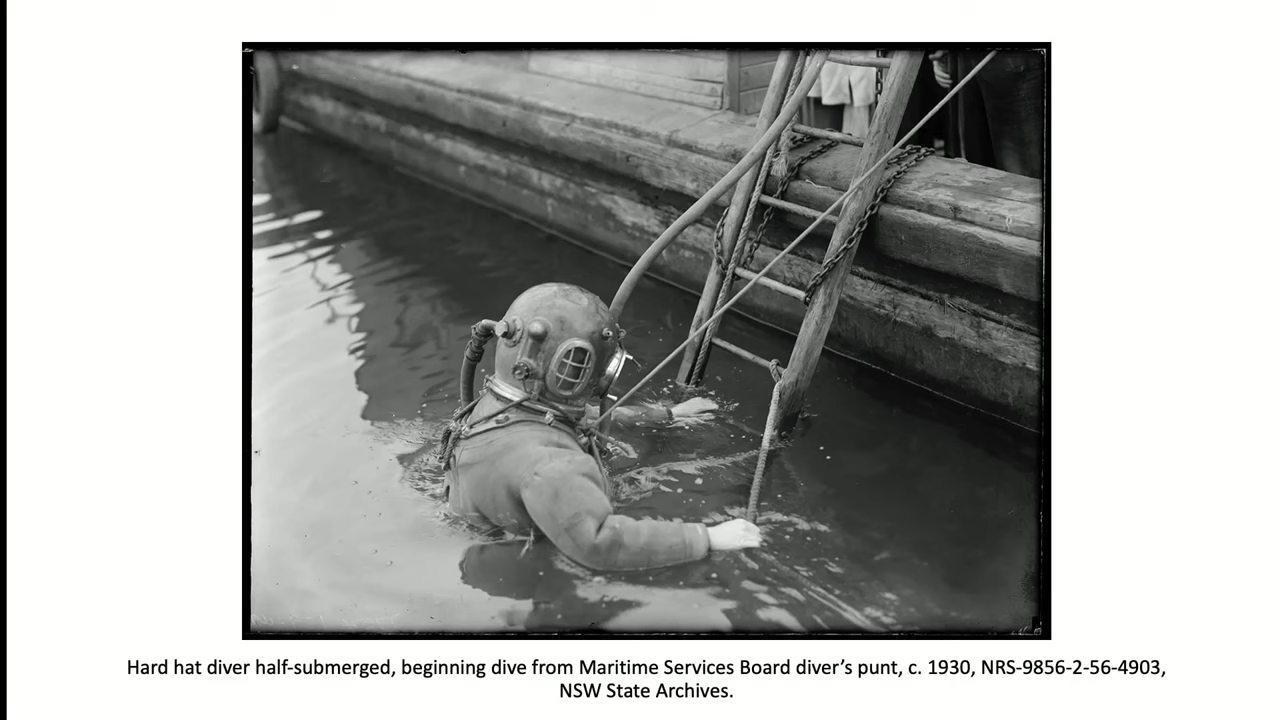 Hard hat diver half-submerged, beginning dive from Maritime Services Board diver’s punt, c. 1930, NRS-9856-2-56-4903,
NSW State Archives.